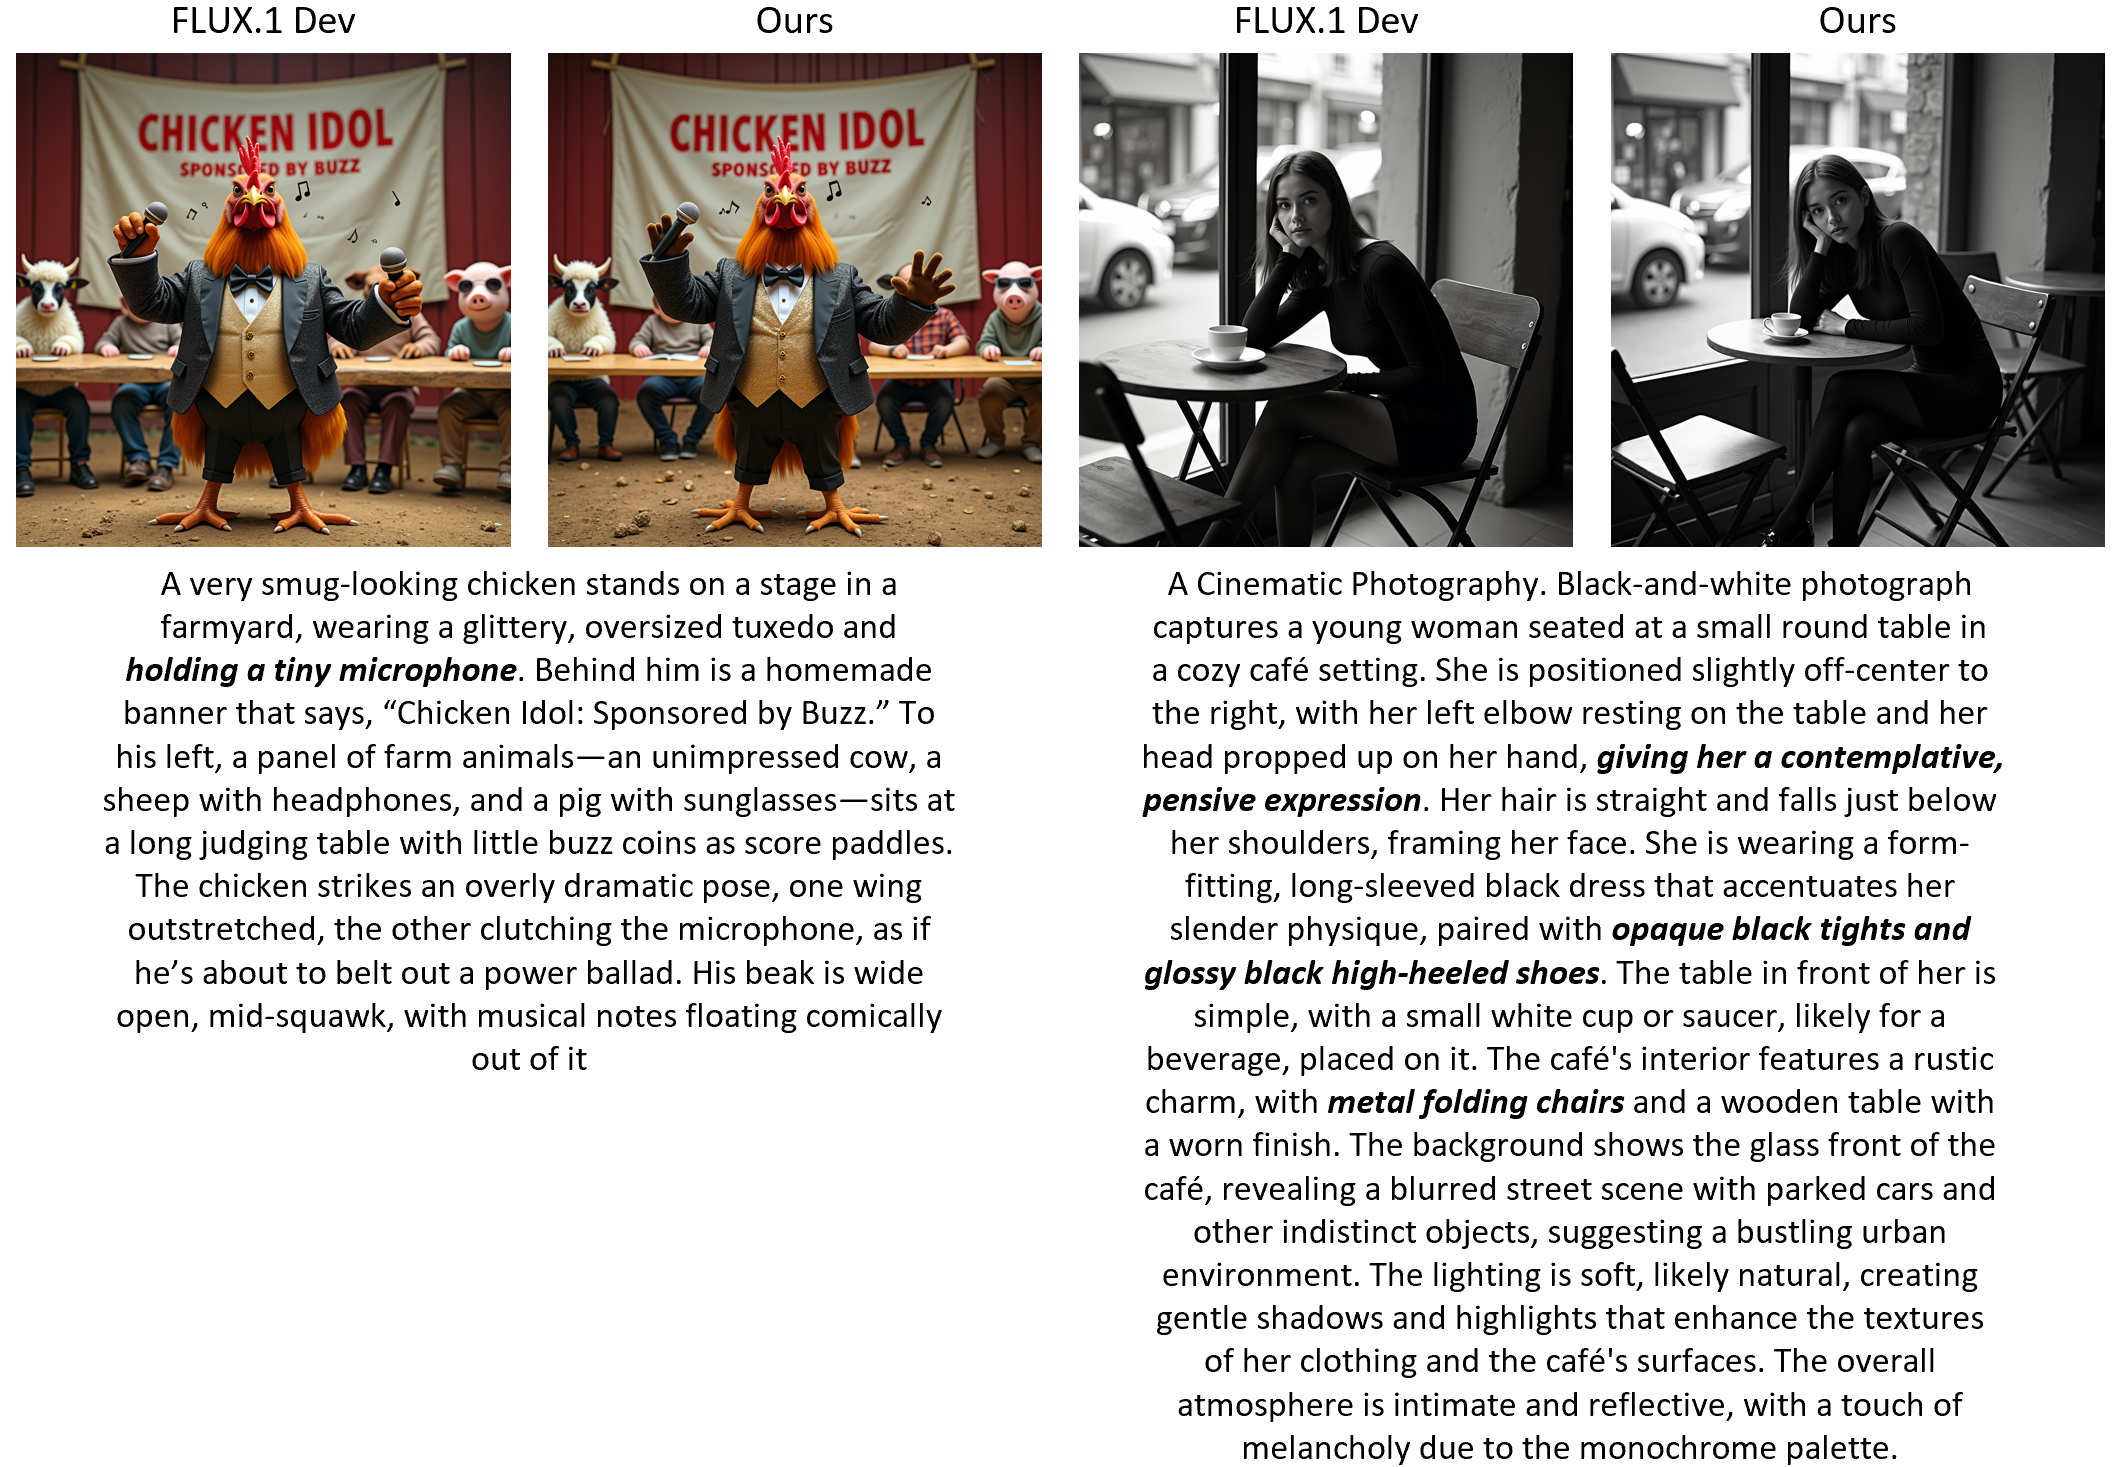 FLUX.1 Dev
Ours
FLUX.1 Dev
Ours
CHICKEN IDOL
SPONSORED BY BUZZ
CHICKEN IDOL
SPONSORED BY BUZZ
A very smug-looking chicken stands on a stage in a
farmyard, wearing a glittery, oversized tuxedo and
holding a tiny microphone. Behind him is a homemade
banner that says, “Chicken Idol: Sponsored by Buzz.” To
his left, a panel of farm animals—an unimpressed cow, a
sheep with headphones, and a pig with sunglasses—sits at
a long judging table with little buzz coins as score paddles.
The chicken strikes an overly dramatic pose, one wing
outstretched, the other clutching the microphone, as if
he’s about to belt out a power ballad. His beak is wide
open, mid-squawk, with musical notes floating comically
out of it
A Cinematic Photography. Black-and-white photograph
captures a young woman seated at a small round table in
a cozy café setting. She is positioned slightly off-center to
the right, with her left elbow resting on the table and her
head propped up on her hand, giving her a contemplative,
pensive expression. Her hair is straight and falls just below
her shoulders, framing her face. She is wearing a form-
fitting, long-sleeved black dress that accentuates her
slender physique, paired with opaque black tights and
glossy black high-heeled shoes. The table in front of her is
simple, with a small white cup or saucer, likely for a
beverage, placed on it. The café's interior features a rustic
charm, with metal folding chairs and a wooden table with
a worn finish. The background shows the glass front of the
café, revealing a blurred street scene with parked cars and
other indistinct objects, suggesting a bustling urban
environment. The lighting is soft, likely natural, creating
gentle shadows and highlights that enhance the textures
of her clothing and the café's surfaces. The overall
atmosphere is intimate and reflective, with a touch of
melancholy due to the monochrome palette.